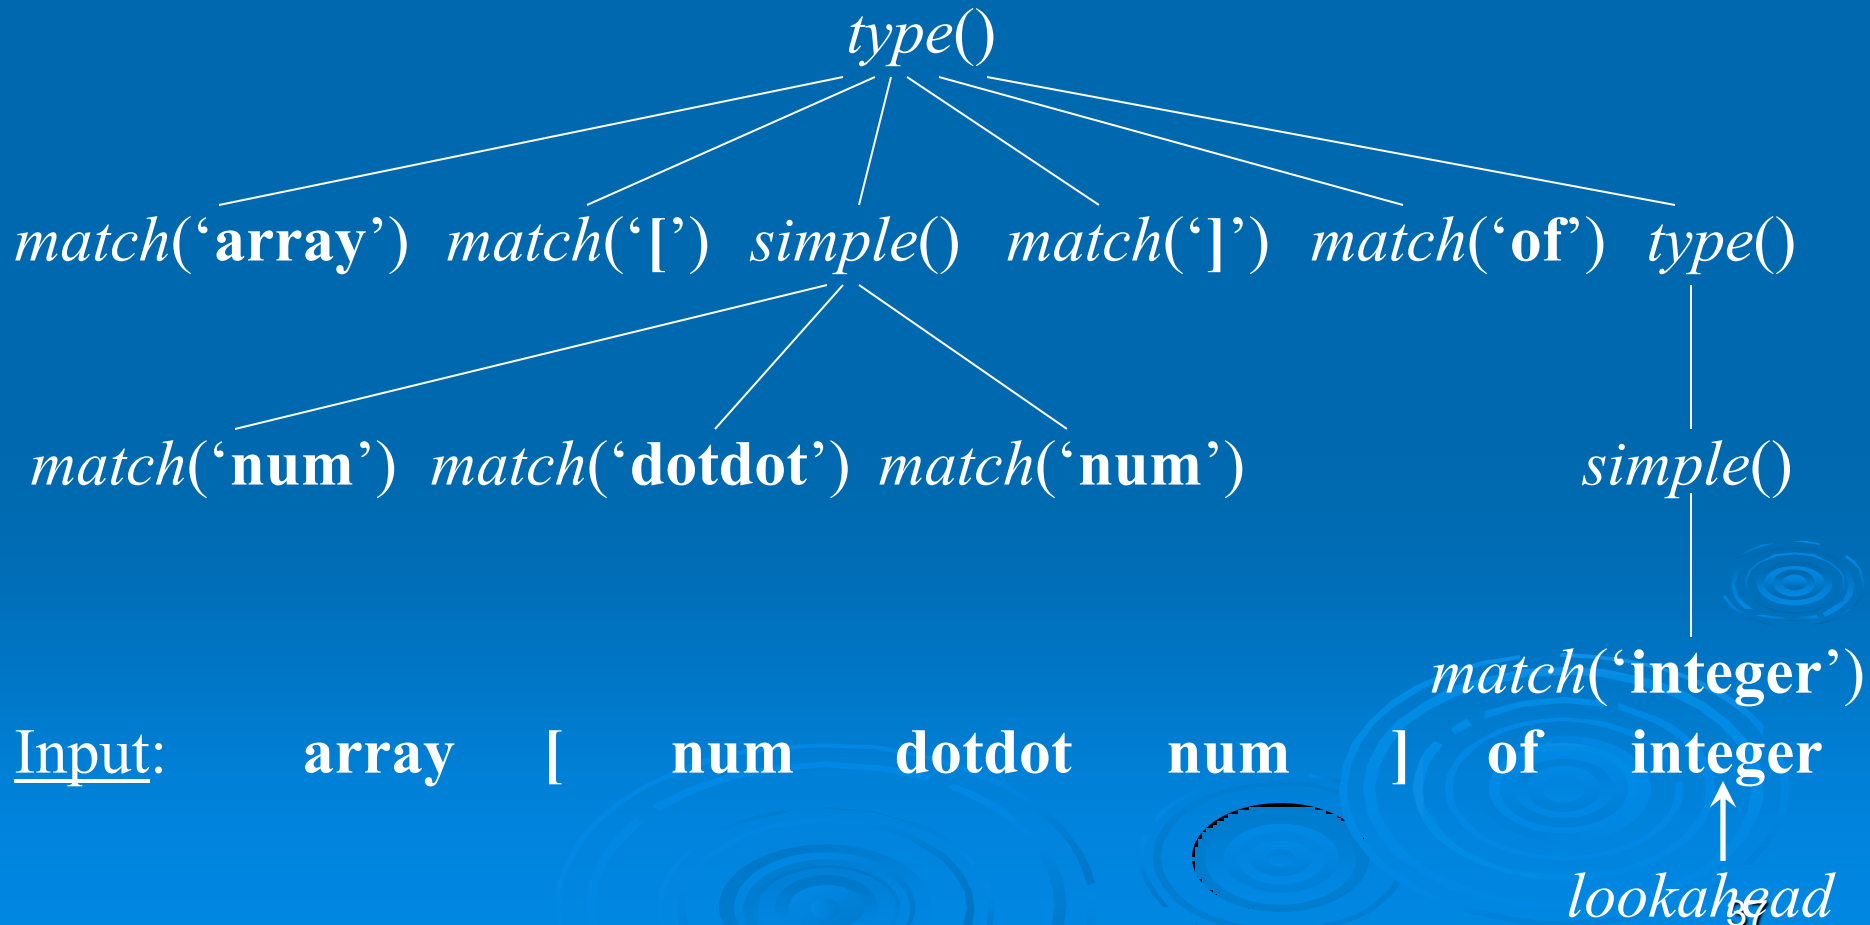 type()
match(‘array’) match(‘[’) simple() match(‘]’) match(‘of’) type()
match(‘num’) match(‘dotdot’) match(‘num’) simple()
match(‘integer’)
Input: array [ num dotdot num ] of integer
lookahead
37